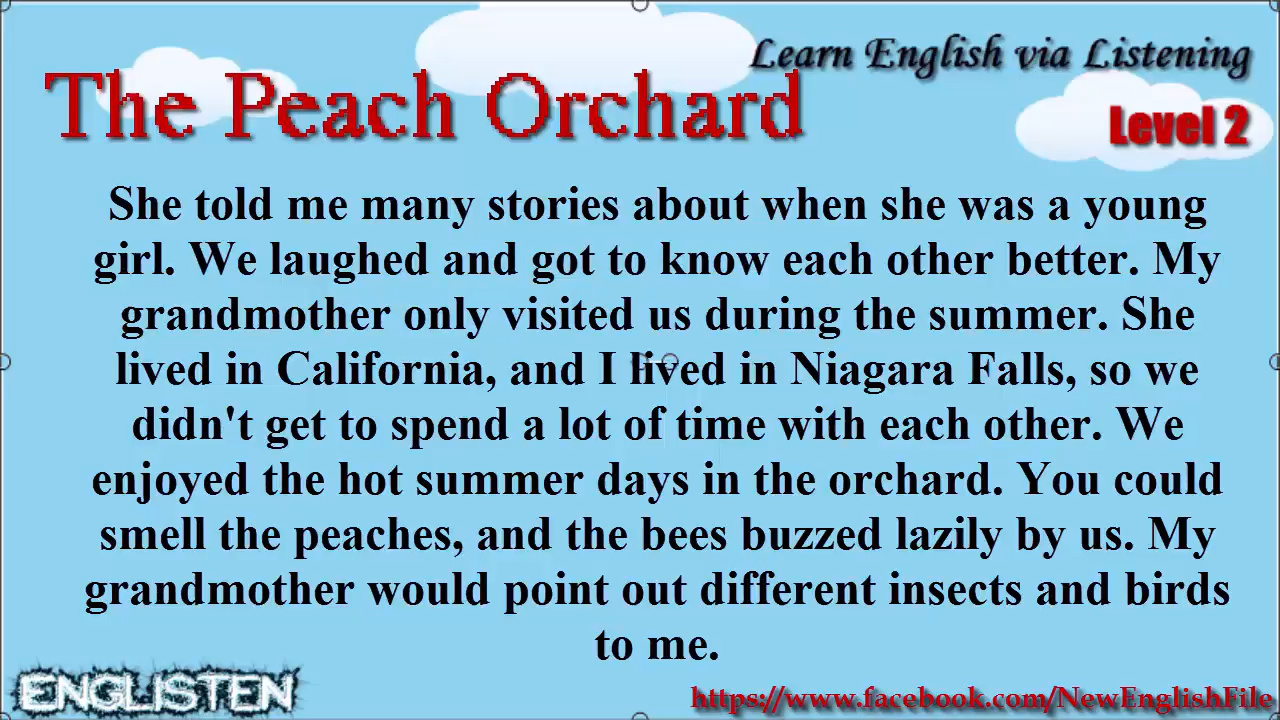 Learn English via Listening
The Peach Orchard
Level 2
She told me many stories about when she was a young
girl. We laughed and got to know each other better. My
grandmother only visited us during the summer. She
lived in California, and I lived in Niagara Falls, so we
didn't get to spend a lot of time with each other. We
enjoyed the hot summer days in the orchard. You could
smell the peaches, and the bees buzzed lazily by us. My
grandmother would point out different insects and birds
to me.
ENGLISTEN
https://www.facebook.com/NewEnglishFile